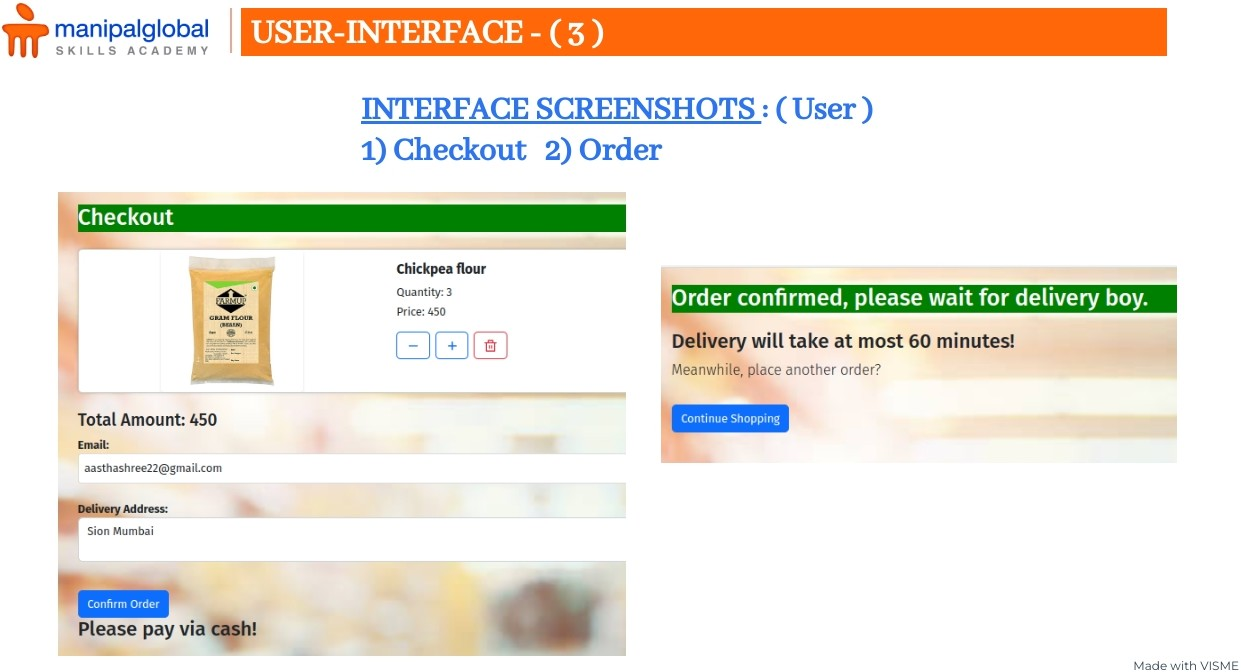 manipalglobal
SKILLS ACADEMY
USER-INTERFACE - ( 3 )
INTERFACE SCREENSHOTS : ( User )
1) Checkout 2) Order
Checkout
GRAM FLOUR
(BESAN)
Chickpea flour
Quantity: 3
Price: 450
Total Amount: 450
Email:
aasthashree22@gmail.com
Delivery Address:
Sion Mumbai
Confirm Order
Please pay via cash!
Order confirmed, please wait for delivery boy.
Delivery will take at most 60 minutes!
Meanwhile, place another order?
Continue Shopping
Made with VISME